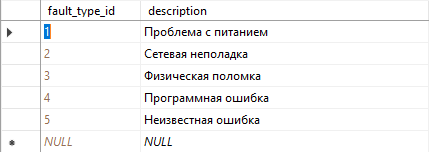 fault_type_id description
1 Проблема с питанием
2 Сетевая неполадка
3 Физическая поломка
4 Программная ошибка
5 Неизвестная ошибка
NULL NULL